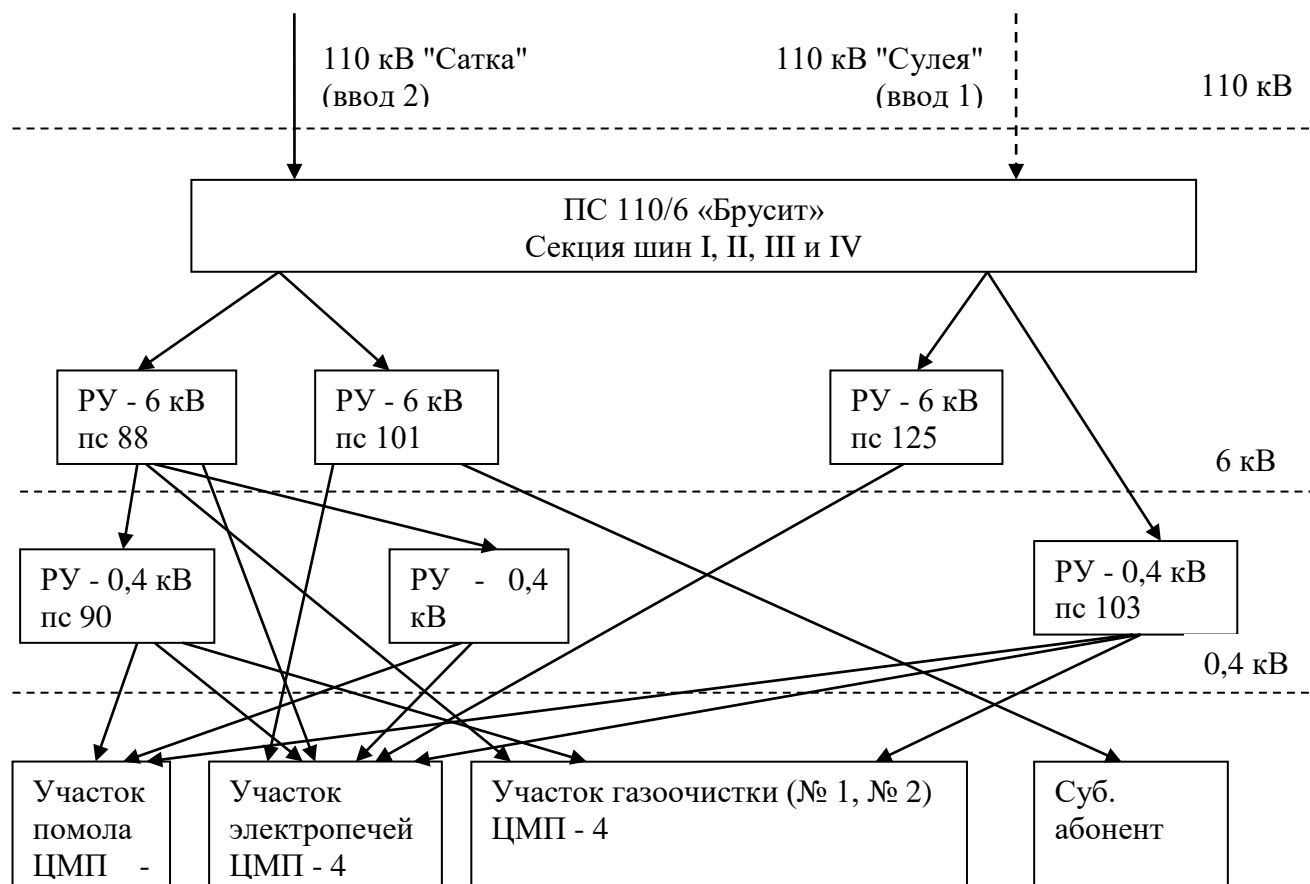 110 кВ "Сатка"
(ввод 2)
110 кВ "Сулея"
(ввод 1)
110 кВ
ПС 110/6 «Брусит»
Секция шин I, II, III и IV
РУ - 6 кВ
пс 88
РУ - 6 кВ
пс 101
РУ - 6 кВ
пс 125
6 кВ
РУ - 0,4 кВ
пс 90
РУ - 0,4
кВ
РУ - 0,4 кВ
пс 103
0,4 кВ
Участок
помола
ЦМП -
Участок
электропечей
ЦМП - 4
Участок газоочистки (№ 1, № 2)
ЦМП - 4
Суб.
абонент